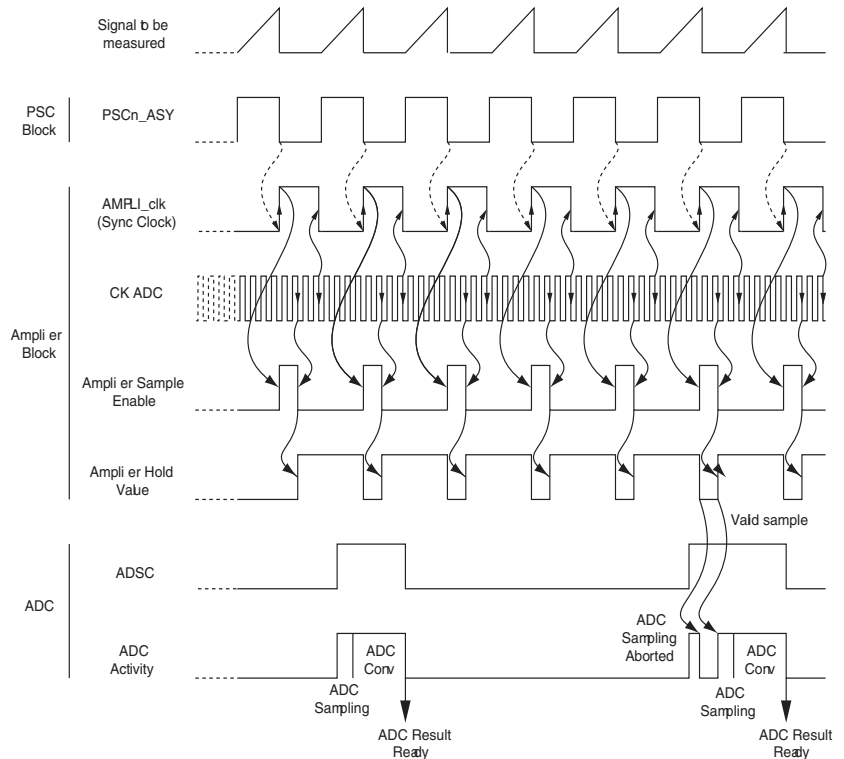 Signal to be
measured
PSC
Block
PSCn_ASY
AMPLI_clk
(Sync Clock)
CK ADC
Ampli er
Block
Ampli er Sample
Enable
Ampli er Hold
Value
Valid sample
ADSC
ADC
ADC
Sampling
Aborted
ADC
Activity
ADC
Conv
ADC
Sampling
ADC Result
Ready
ADC
Conv
ADC
Sampling
ADC Result
Ready